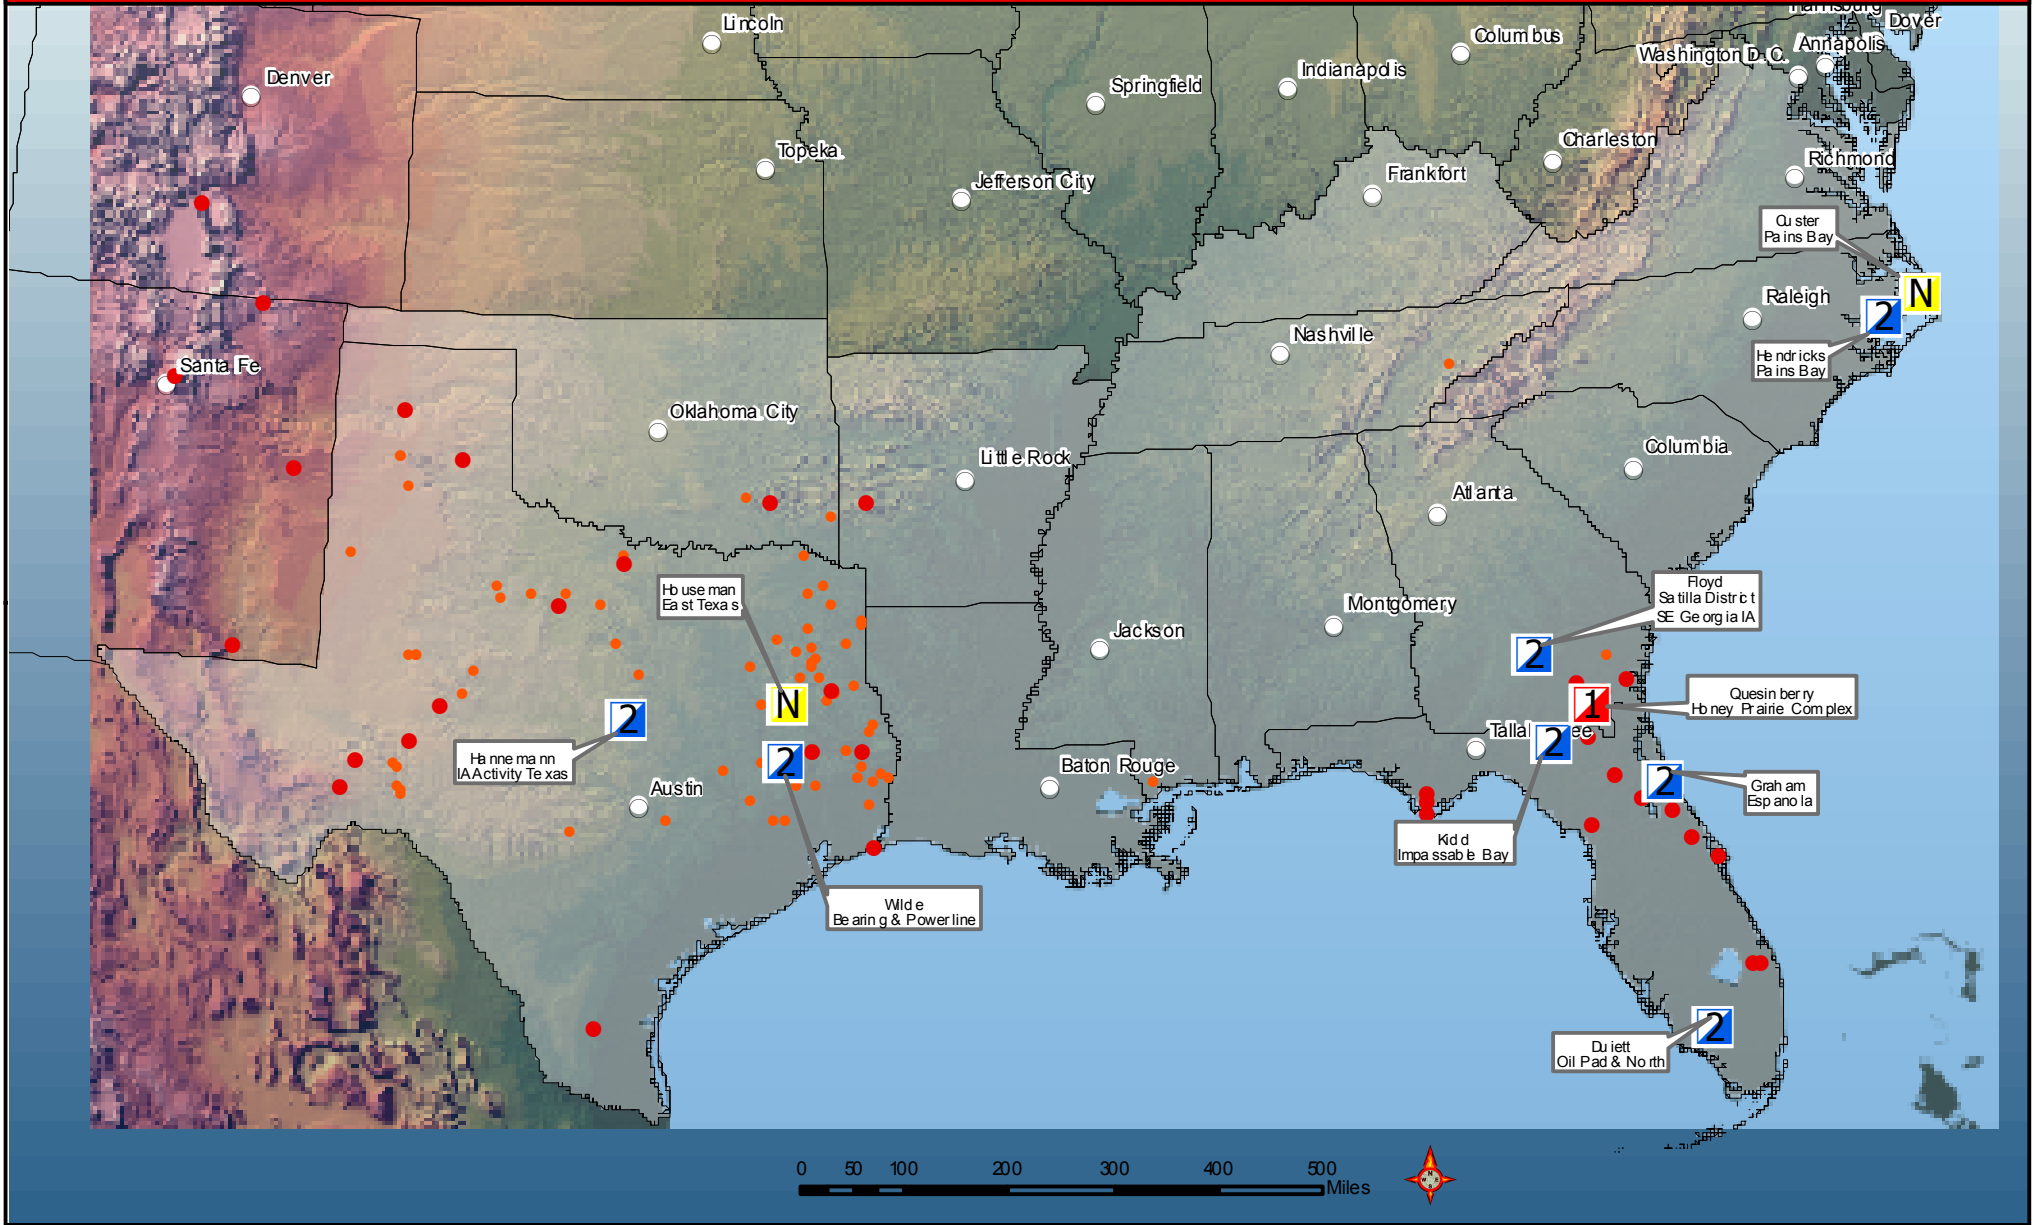 Lincoln
Columbus
Harrisburg
Dover
Washington D.C.
Annapolis
Denver
Springfield
Indianapolis
Topeka
Charleston
Richmond
Jefferson City
Frankfort
Custer
Pains Bay
N
Raleigh
2
Nashville
Hendricks
Pains Bay
Santa Fe
Oklahoma City
Little Rock
Columbia
Atlanta
Houseman
East Texas
Floyd
Satilla District
SE Georgia IA
Montgomery
Jackson
2
N
1
Quesinberry
Honey Prairie Complex
2
Hannemann
IA Activity Texas
2
Talla ee
2
Baton Rouge
2
Graham
Espanola
Austin
Kidd
Impassable Bay
Wilde
Bearing & Powerline
2
Duiett
Oil Pad & North
0 50 100 200 300 400 500
Miles
N
W E
S